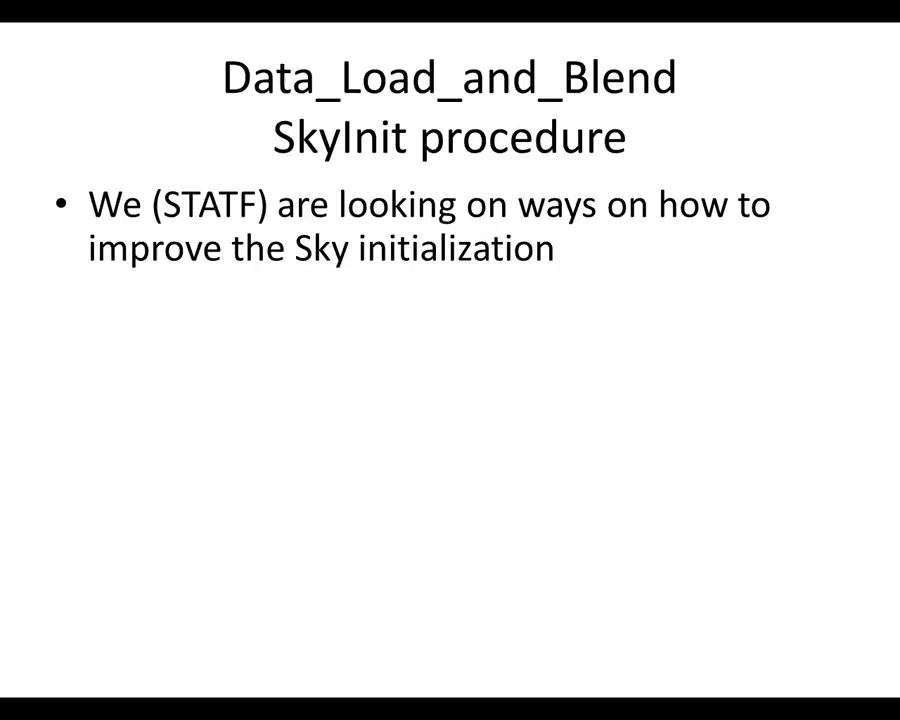 Data_Load_and_Blend
SkyInit procedure
• We (STATF) are looking on ways on how to
improve the Sky initialization